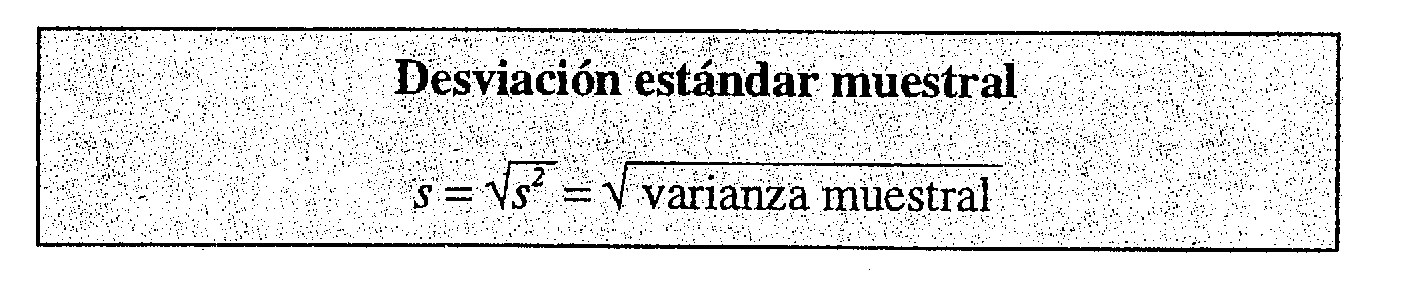 Desviación estándar muestral
s = √s² = √varianza muestral